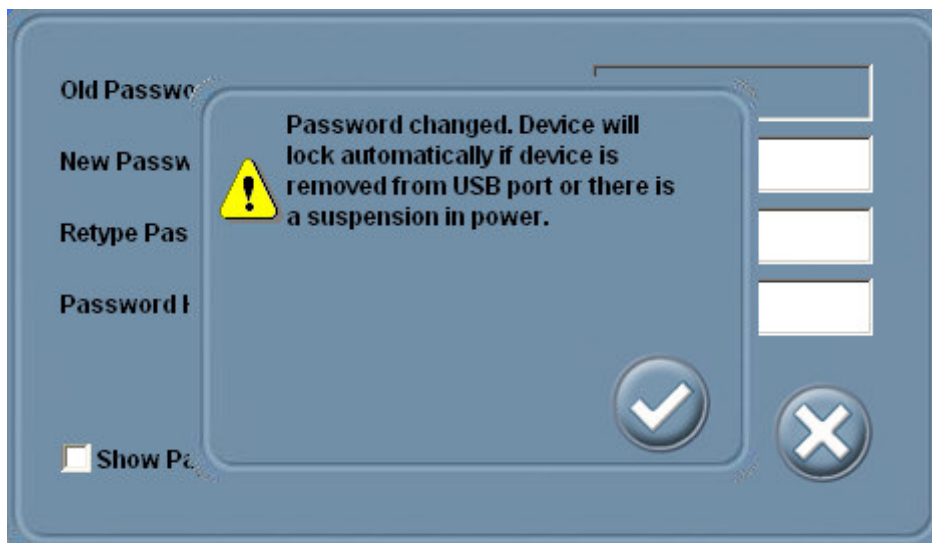 Old Passwo
Password changed. Device will
lock automatically if device is
removed from USB port or there is
a suspension in power.
New Passw
Retype Pas
Password H
Show Pa